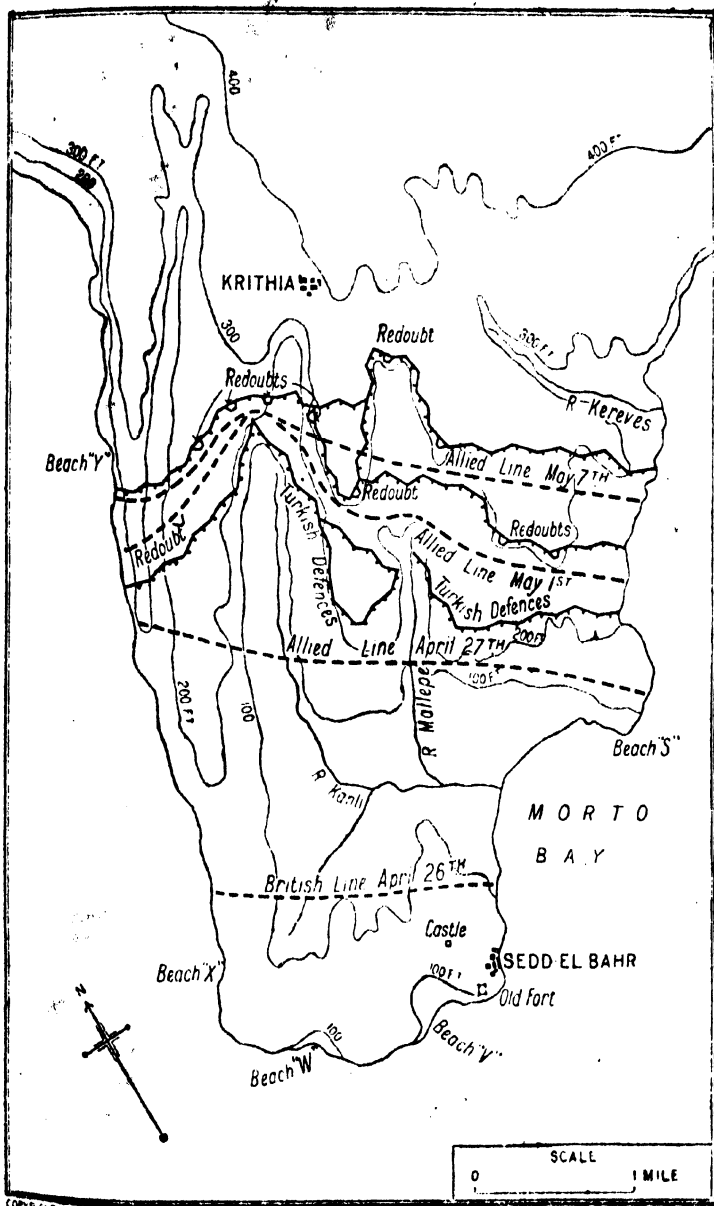 400
400 FT
300 FT
200
KRITHIA
300
Redoubt
300 FT
Redoubts
R. Kereves
Beach "Y"
Allied Line May 7TH
Redoubt
Redoubts
Redoubt
Turkish Defences
Allied Line May 1ST
Turkish Defences
Allied Line April 27TH
200 FT
100 FT
200 FT
100
R Maltepe
Beach "S"
R Kanli
MORTO
BAY
British Line April 26TH
Castle
Beach "X"
SEDD EL BAHR
100 FT
Old Fort
N
100
Beach "V"
Beach "W"
SCALE
0 1 MILE